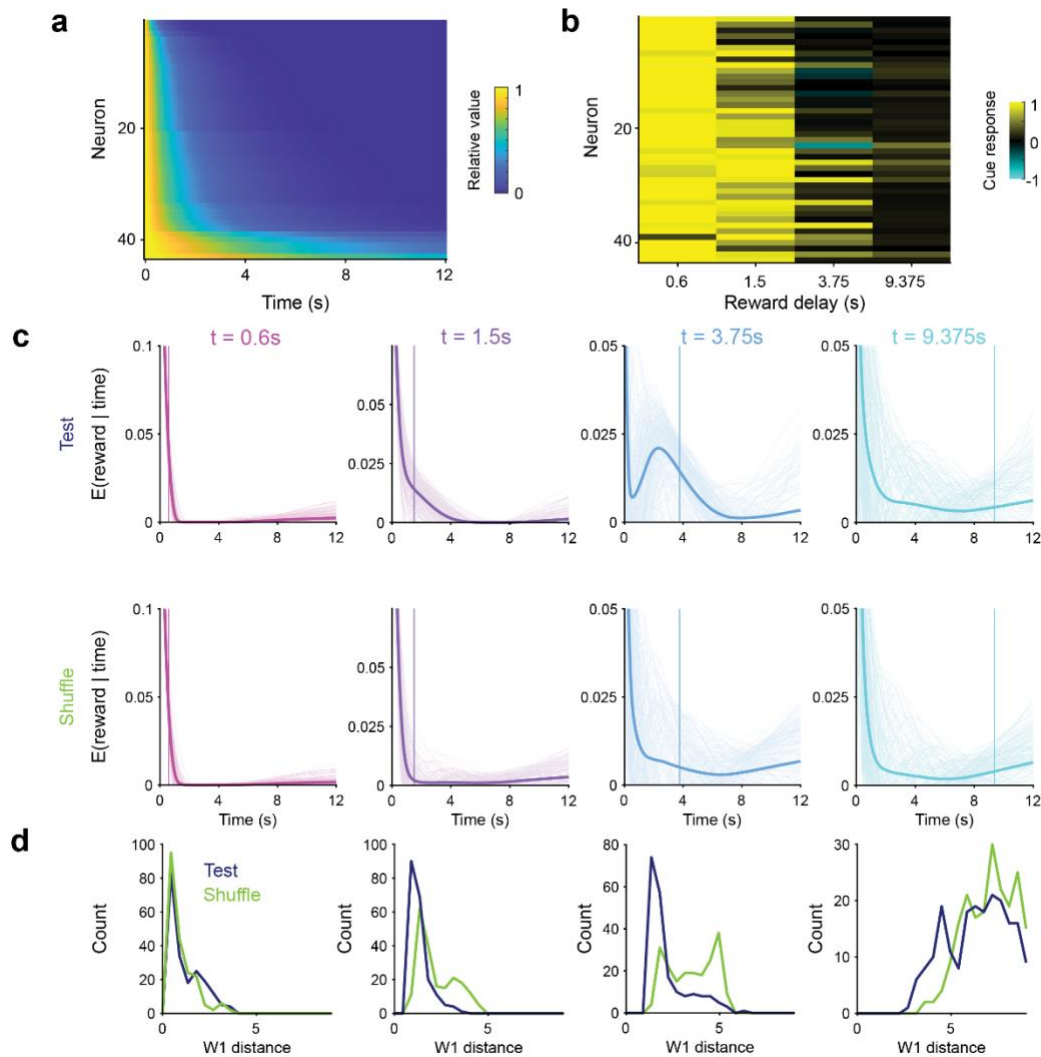 a
b
Neuron
20
40
0
4
8
12
Time (s)
Relative value
1
0
Neuron
20
40
0.6
1.5
3.75
9.375
Reward delay (s)
Cue response
1
0
-1
c
t = 0.6s
t = 1.5s
t = 3.75s
t = 9.375s
Test
E(reward | time)
0.1
0.05
0
0 4 8 12
0.05
0.025
0
0 4 8 12
0.05
0.025
0
0 4 8 12
0.05
0.025
0
0 4 8 12
Shuffle
E(reward | time)
0.1
0.05
0
0 4 8 12
Time (s)
0.05
0.025
0
0 4 8 12
Time (s)
0.05
0.025
0
0 4 8 12
Time (s)
0.05
0.025
0
0 4 8 12
Time (s)
d
Test
Shuffle
Count
100
80
60
40
20
0
0 5
W1 distance
Count
100
80
60
40
20
0
0 5
W1 distance
Count
80
60
40
20
0
0 5
W1 distance
Count
30
20
10
0
0 5
W1 distance